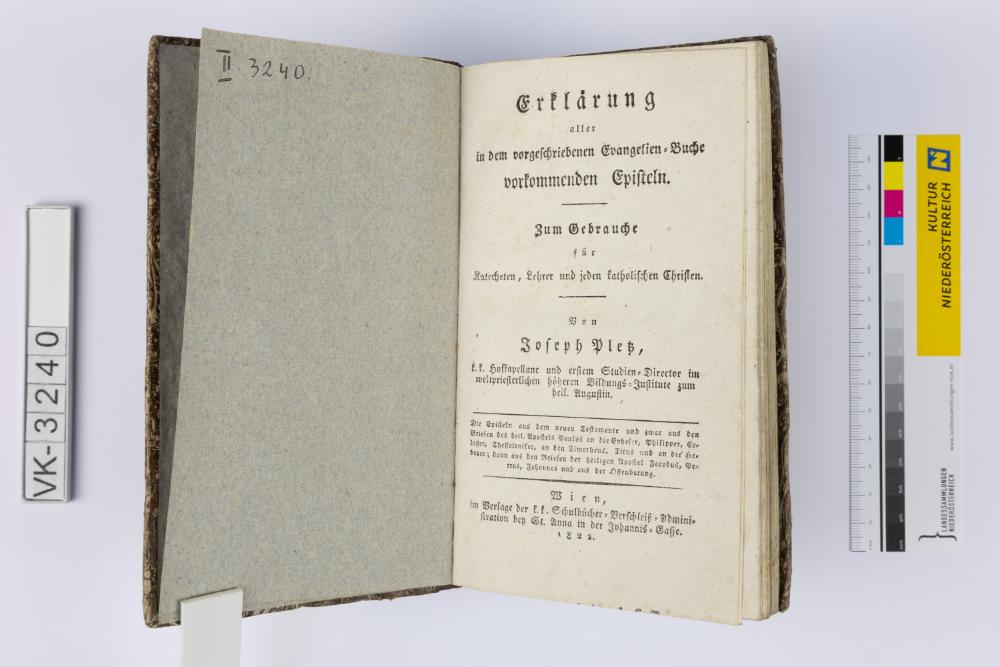 II 3240.
Erklärung
aller
in dem vorgeschriebenen Evangelien-Buche
vorkommenden Episteln.
Zum Gebrauche
für
Katecheten, Lehrer und jeden katholischen Christen.
Von
Joseph Pletz,
k. k. Hofkapellane und erstem Studien-Director im
weltpriesterlichen höheren Bildungs-Institute zum
heil. Augustin.
Die Episteln aus dem neuen Testamente und zwar aus den
Briefen des heil. Apostels Paulus an die Epheser, Philipper, Co-
losser, Thessaloniker, an den Timotheus, Titus und an die He-
bräer; dann aus den Briefen der heiligen Apostel Jacobus, Pe-
trus, Johannes und aus der Offenbarung.
Wien,
im Verlage der k. k. Schulbücher-Verschleiß-Admini-
stration bey St. Anna in der Johannis-Gasse.
1822.
VK-3240
KULTUR
NIEDERÖSTERREICH
N
www.landessammlungen-noe.at
LANDESSAMMLUNGEN
NIEDERÖSTERREICH